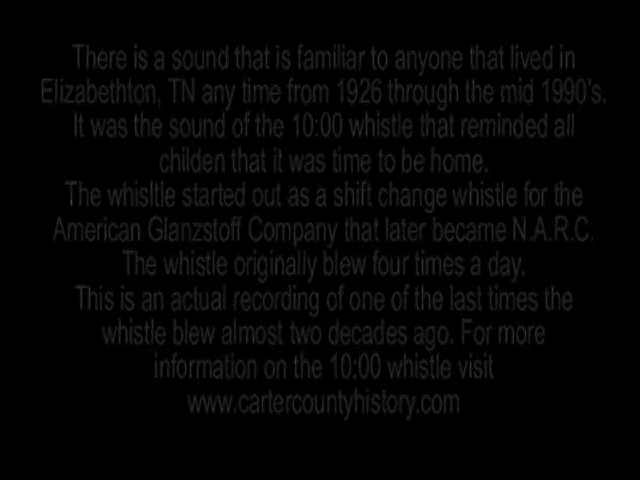 There is a sound that is familiar to anyone that lived in
Elizabethton, TN any time from 1926 through the mid 1990's.
It was the sound of the 10:00 whistle that reminded all
childen that it was time to be home.
The whisltle started out as a shift change whistle for the
American Glanzstoff Company that later became N.A.R.C.
The whistle originally blew four times a day.
This is an actual recording of one of the last times the
whistle blew almost two decades ago. For more
information on the 10:00 whistle visit
www.cartercountyhistory.com